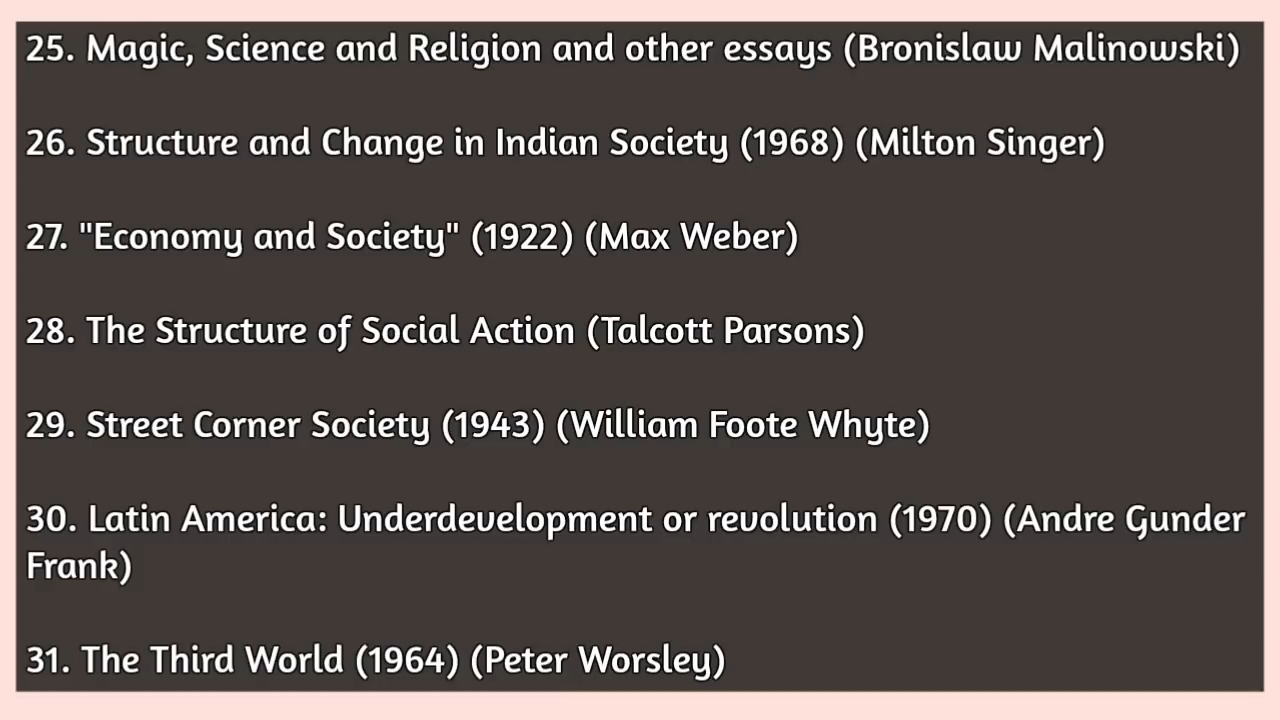 25. Magic, Science and Religion and other essays (Bronislaw Malinowski)
26. Structure and Change in Indian Society (1968) (Milton Singer)
27. "Economy and Society" (1922) (Max Weber)
28. The Structure of Social Action (Talcott Parsons)
29. Street Corner Society (1943) (William Foote Whyte)
30. Latin America: Underdevelopment or revolution (1970) (Andre Gunder
Frank)
31. The Third World (1964) (Peter Worsley)